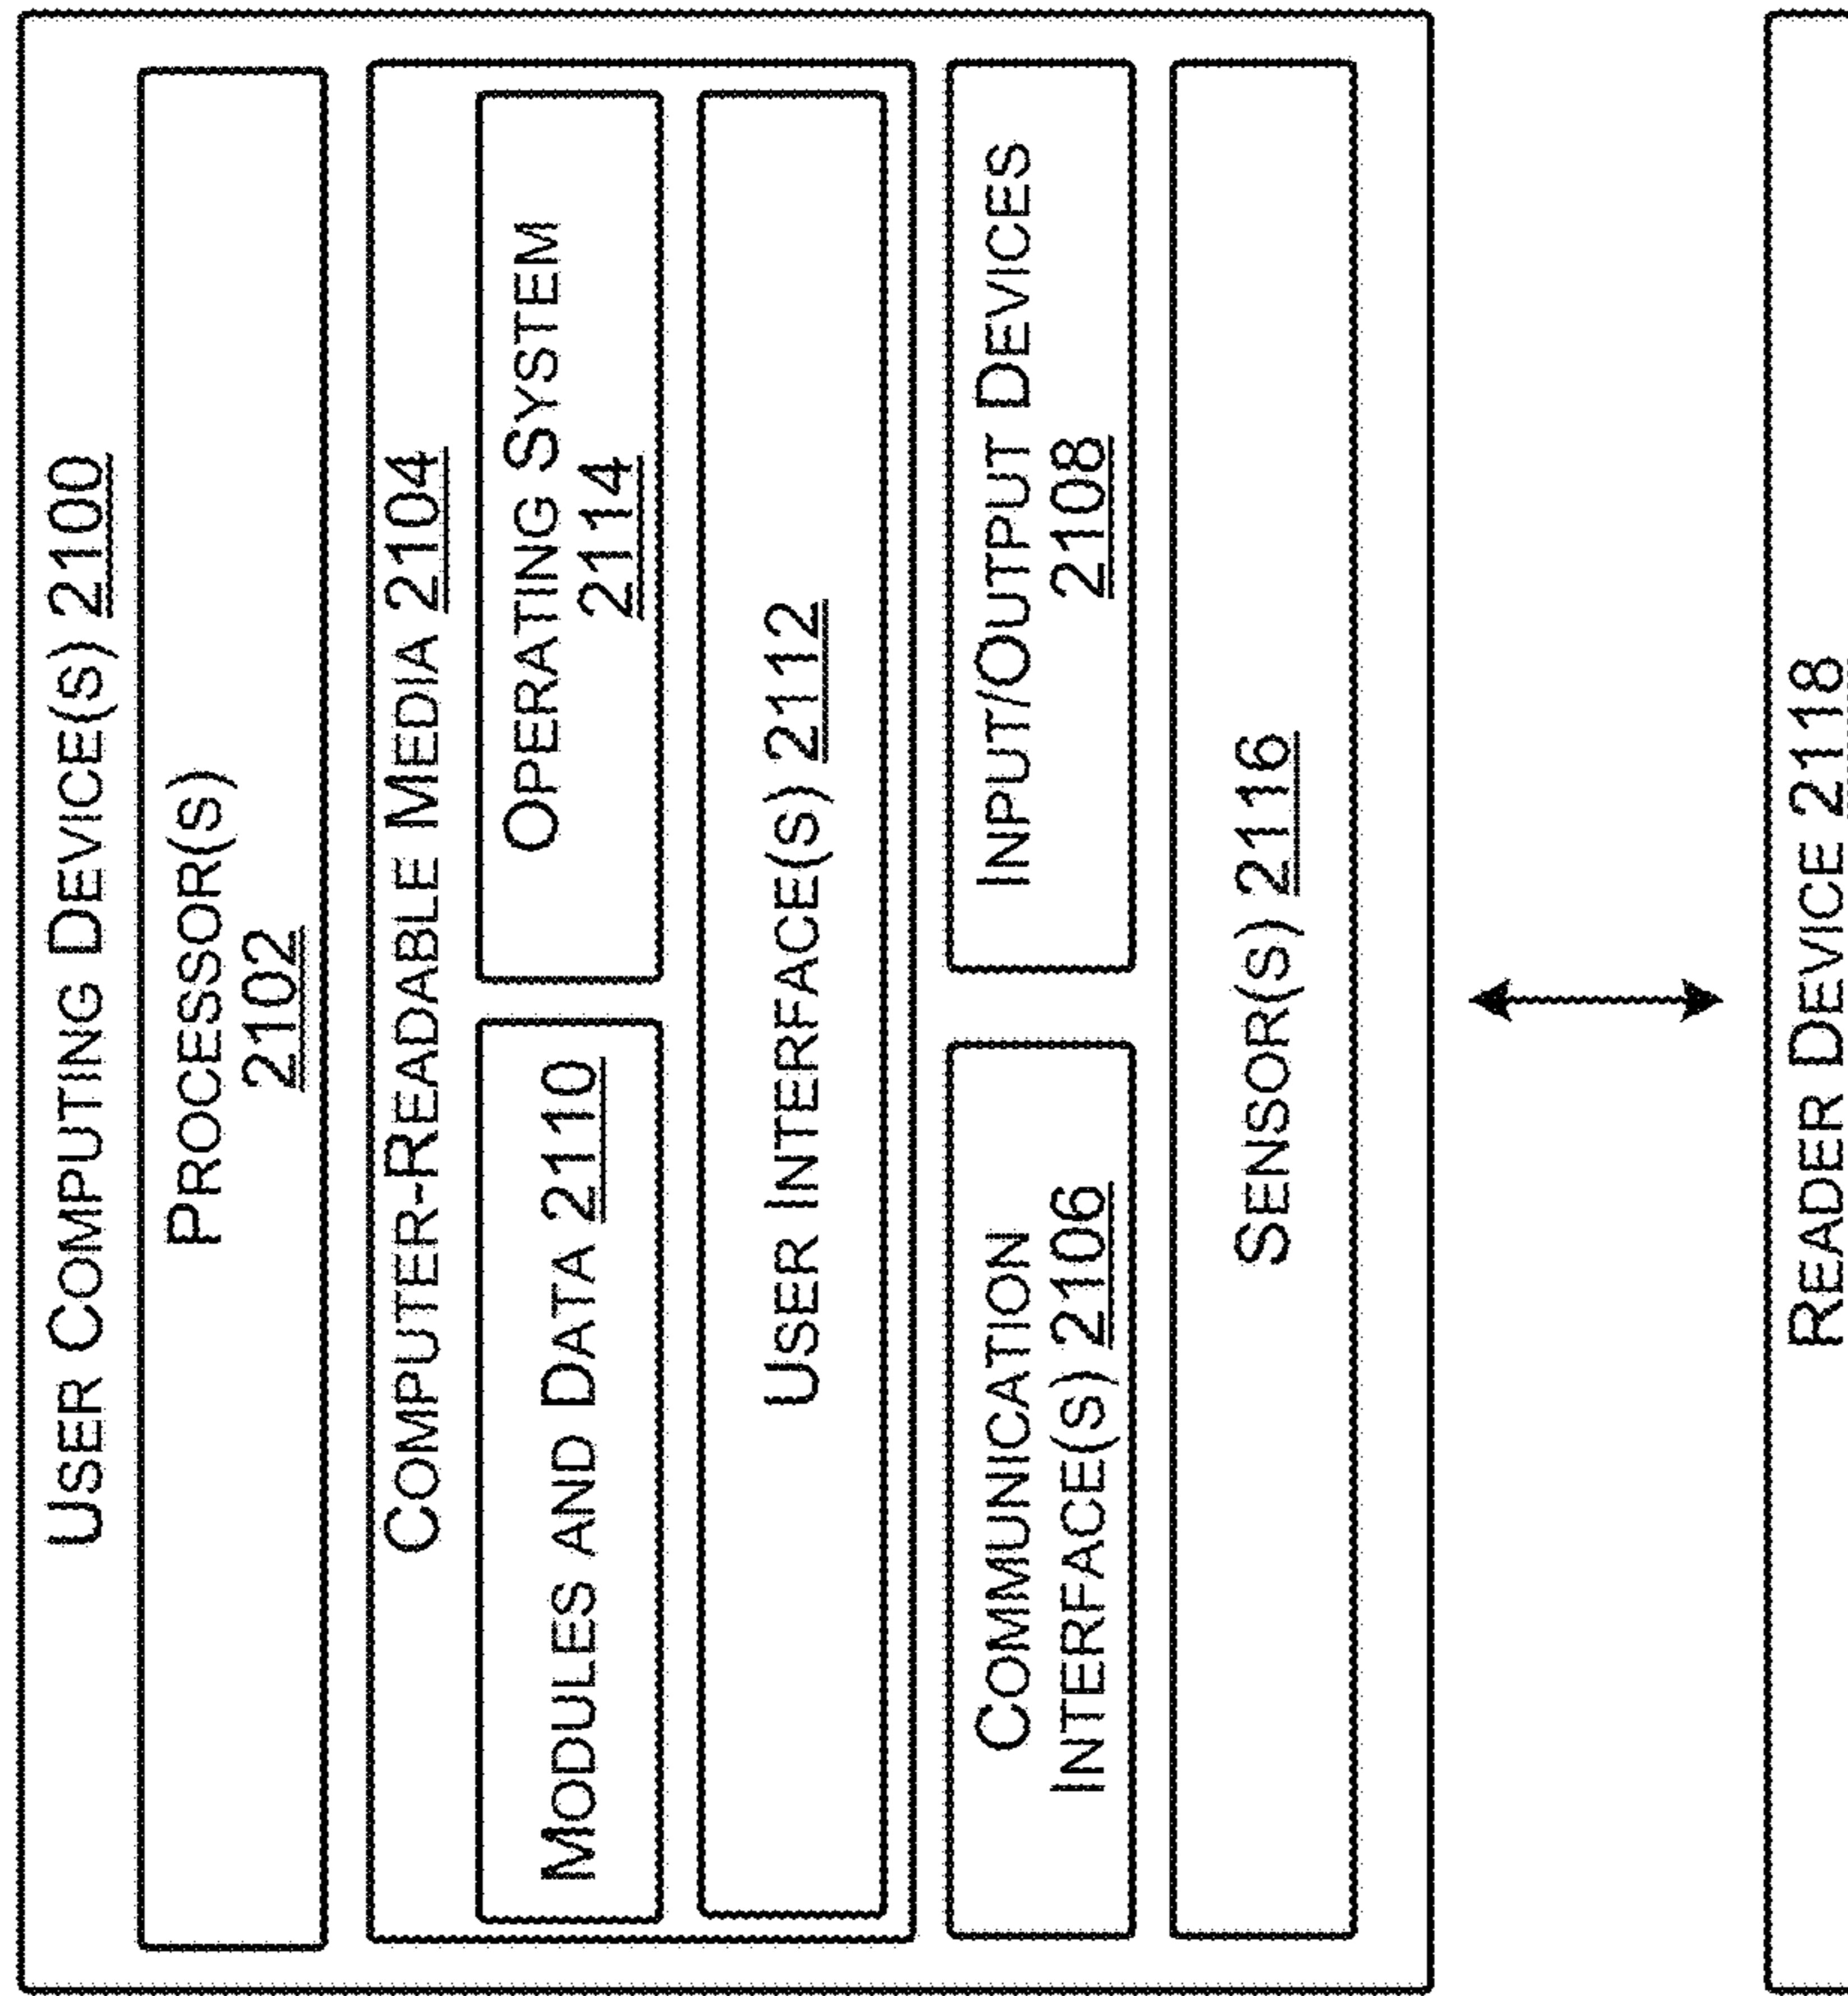 USER COMPUTING DEVICE(S) 2100
PROCESSOR(S)
2102
COMPUTER-READABLE MEDIA 2104
MODULES AND DATA 2110
OPERATING SYSTEM
2114
USER INTERFACE(S) 2112
COMMUNICATION
INTERFACE(S) 2106
INPUT/OUTPUT DEVICES
2108
SENSOR(S) 2116
READER DEVICE 2118